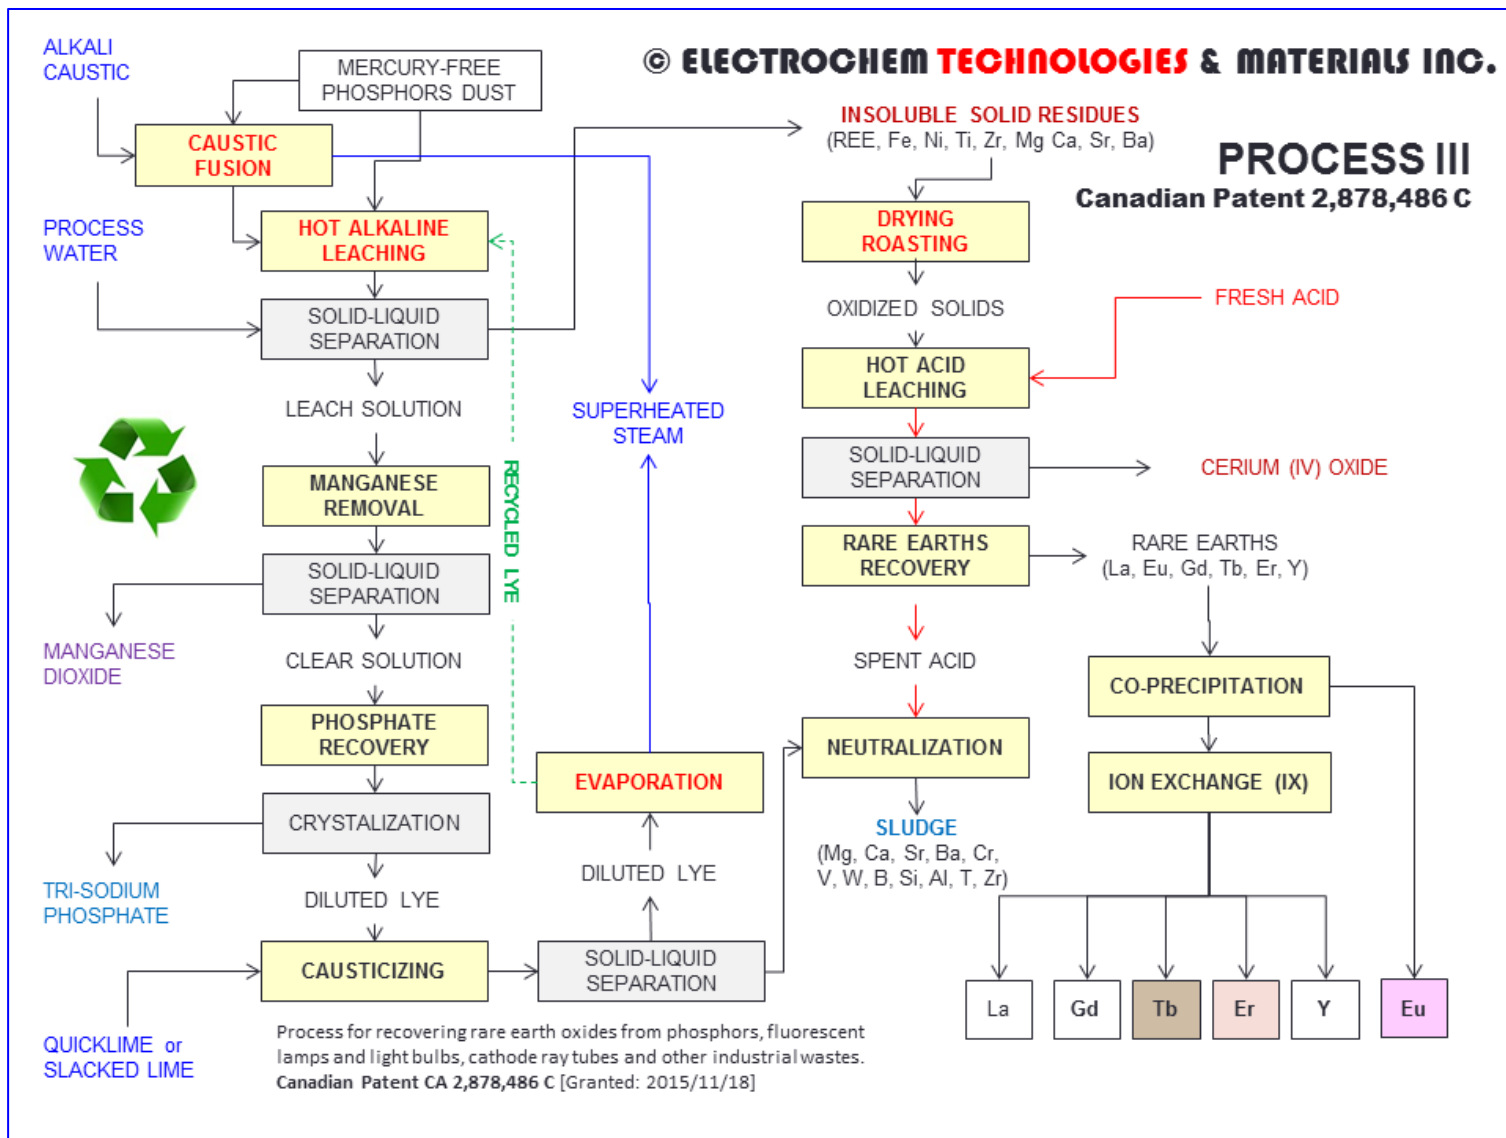 © ELECTROCHEM TECHNOLOGIES & MATERIALS INC.
PROCESS III
Canadian Patent 2,878,486 C
ALKALI
CAUSTIC
MERCURY-FREE
PHOSPHORS DUST
CAUSTIC
FUSION
PROCESS
WATER
HOT ALKALINE
LEACHING
SOLID-LIQUID
SEPARATION
LEACH SOLUTION
MANGANESE
REMOVAL
SOLID-LIQUID
SEPARATION
MANGANESE
DIOXIDE
CLEAR SOLUTION
PHOSPHATE
RECOVERY
CRYSTALIZATION
TRI-SODIUM
PHOSPHATE
DILUTED LYE
CAUSTICIZING
QUICKLIME or
SLACKED LIME
SOLID-LIQUID
SEPARATION
DILUTED LYE
EVAPORATION
RECYCLED LYE
SUPERHEATED
STEAM
INSOLUBLE SOLID RESIDUES
(REE, Fe, Ni, Ti, Zr, Mg Ca, Sr, Ba)
DRYING
ROASTING
OXIDIZED SOLIDS
FRESH ACID
HOT ACID
LEACHING
SOLID-LIQUID
SEPARATION
CERIUM (IV) OXIDE
RARE EARTHS
RECOVERY
RARE EARTHS
(La, Eu, Gd, Tb, Er, Y)
SPENT ACID
CO-PRECIPITATION
NEUTRALIZATION
ION EXCHANGE (IX)
SLUDGE
(Mg, Ca, Sr, Ba, Cr,
V, W, B, Si, Al, T, Zr)
La
Gd
Tb
Er
Y
Eu
Process for recovering rare earth oxides from phosphors, fluorescent
lamps and light bulbs, cathode ray tubes and other industrial wastes.
Canadian Patent CA 2,878,486 C [Granted: 2015/11/18]